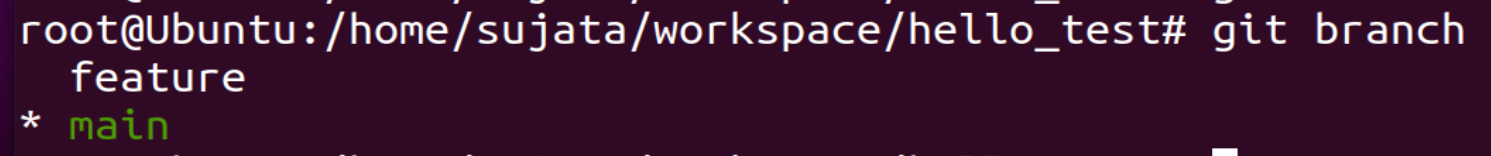 root@Ubuntu:/home/sujata/workspace/hello_test# git branch
  feature
* main